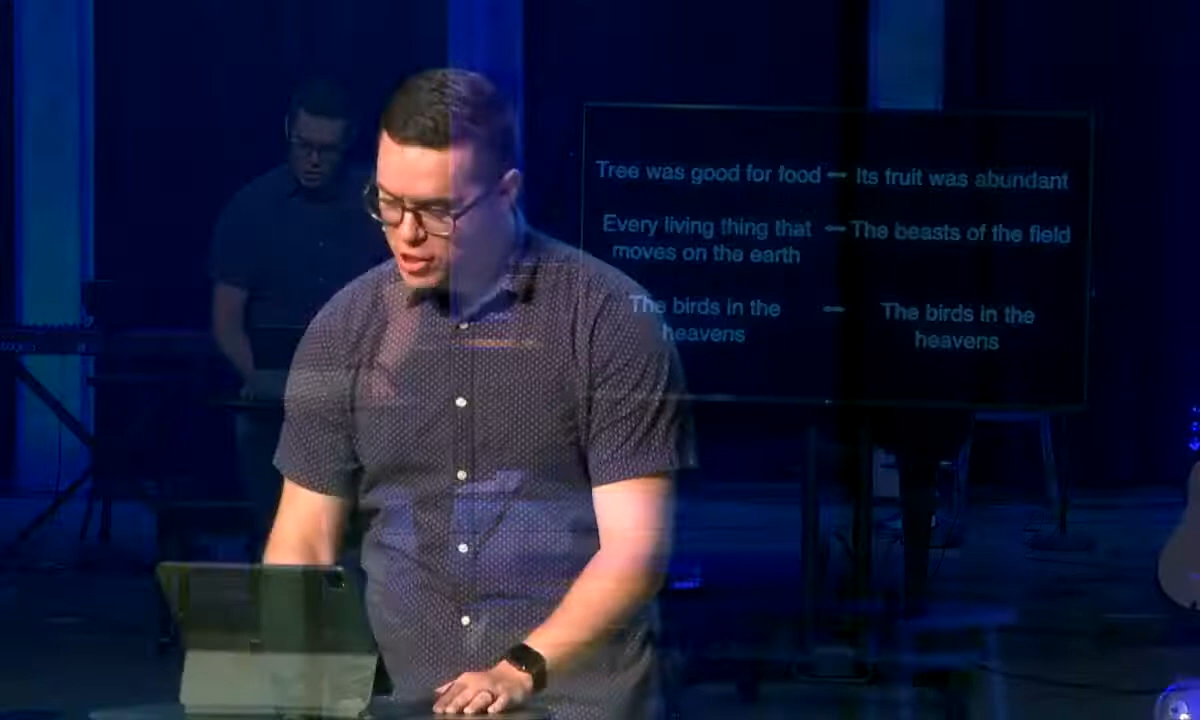 Tree was good for food – Its fruit was abundant
Every living thing that – The beasts of the field
moves on the earth
The birds in the – The birds in the
heavens heavens